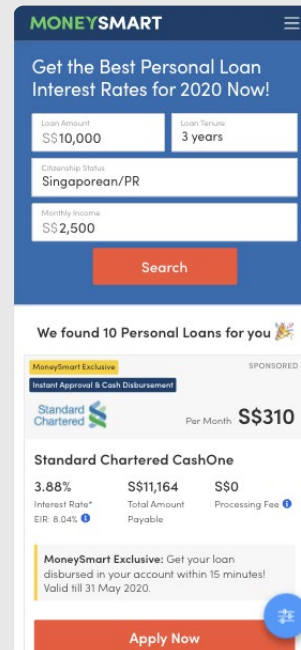 MONEYSMART
Get the Best Personal Loan
Interest Rates for 2020 Now!
Loan Amount
S$10,000
Loan Tenure
3 years
Citizenship Status
Singaporean/PR
Monthly Income
S$2,500
Search
We found 10 Personal Loans for you
MoneySmart Exclusive
SPONSORED
Instant Approval & Cash Disbursement
Standard
Chartered
Per Month S$310
Standard Chartered CashOne
3.88%
Interest Rate*
EIR: 8.04%
S$11,164
Total Amount
Payable
S$0
Processing Fee
MoneySmart Exclusive: Get your loan
disbursed in your account within 15 minutes!
Valid till 31 May 2020.
Apply Now